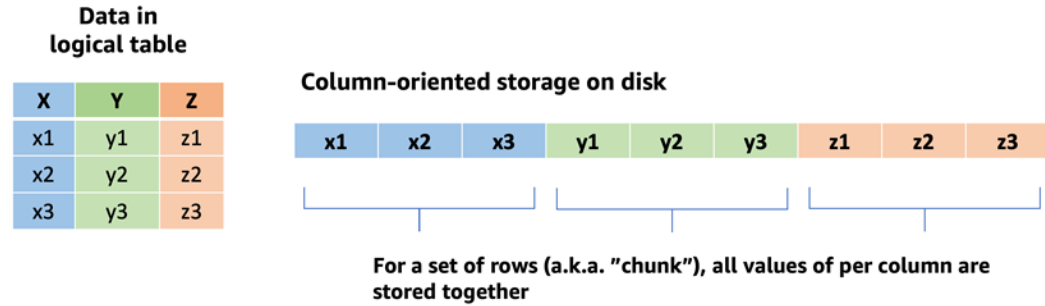 Data in
logical table
X Y Z
x1 y1 z1
x2 y2 z2
x3 y3 z3
Column-oriented storage on disk
x1 x2 x3 y1 y2 y3 z1 z2 z3
For a set of rows (a.k.a. ”chunk”), all values of per column are
stored together